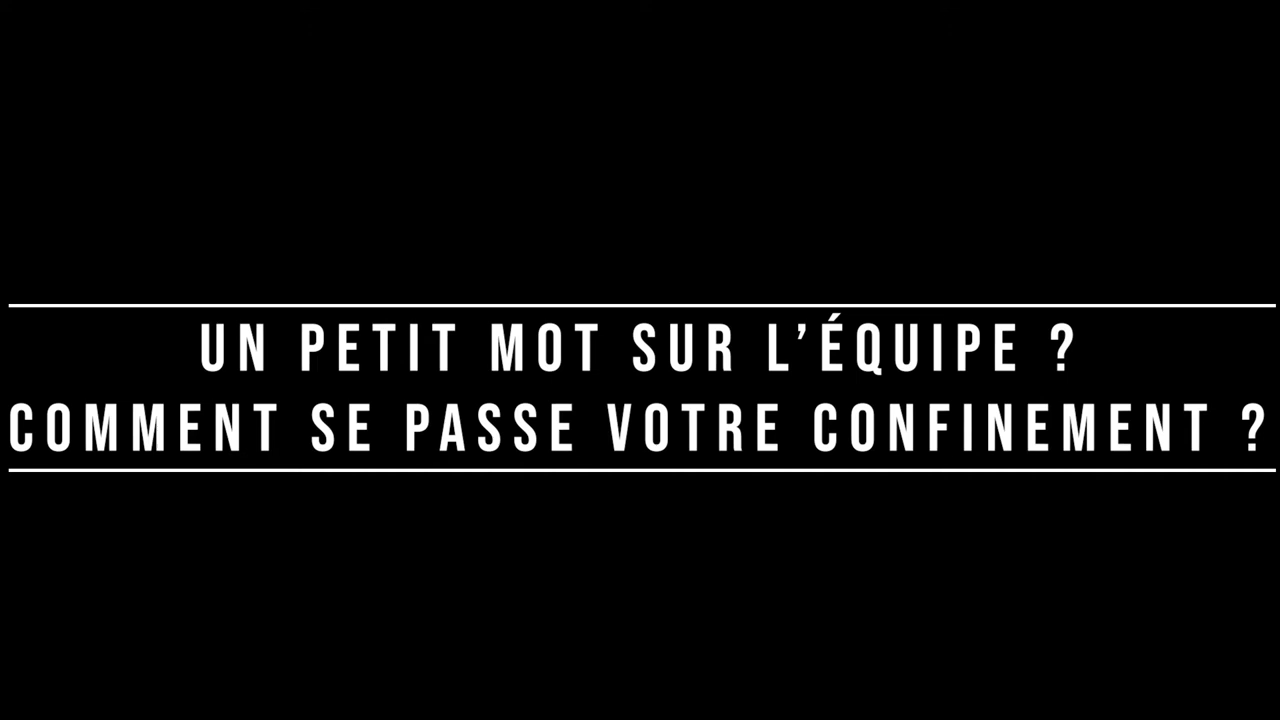 UN PETIT MOT SUR L’ÉQUIPE ?
COMMENT SE PASSE VOTRE CONFINEMENT ?